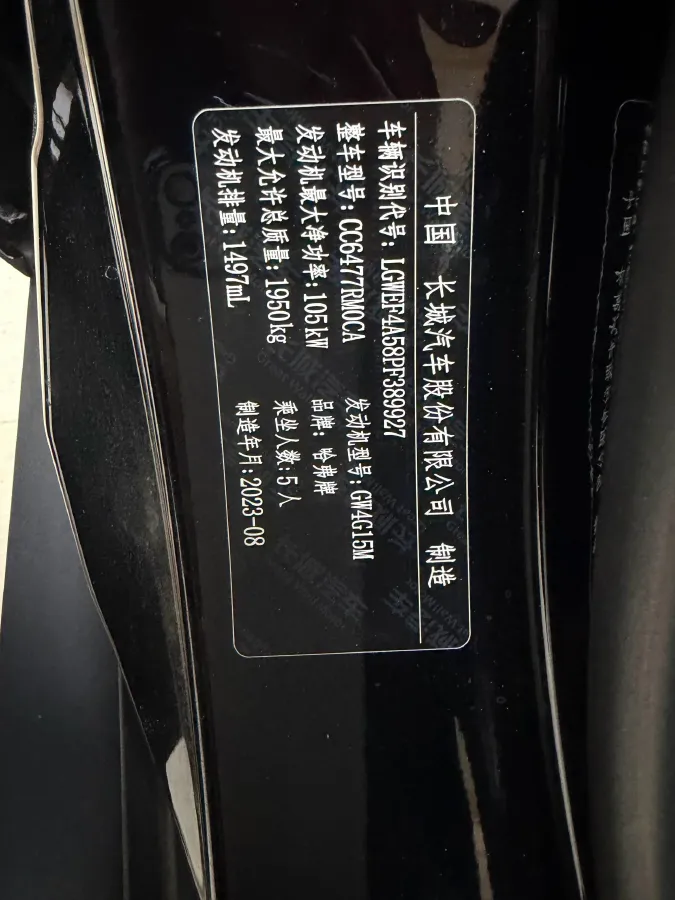 中国 长城汽车股份有限公司 制造
车辆识别代号: LGWEF4A58PF389927
整车型号: CC6477RM0CA 发动机型号: GW4G15M
发动机最大净功率: 105kW 品牌: 哈弗牌
最大允许总质量: 1950kg 乘坐人数: 5人
发动机排量: 1497mL 制造年月: 2023-08